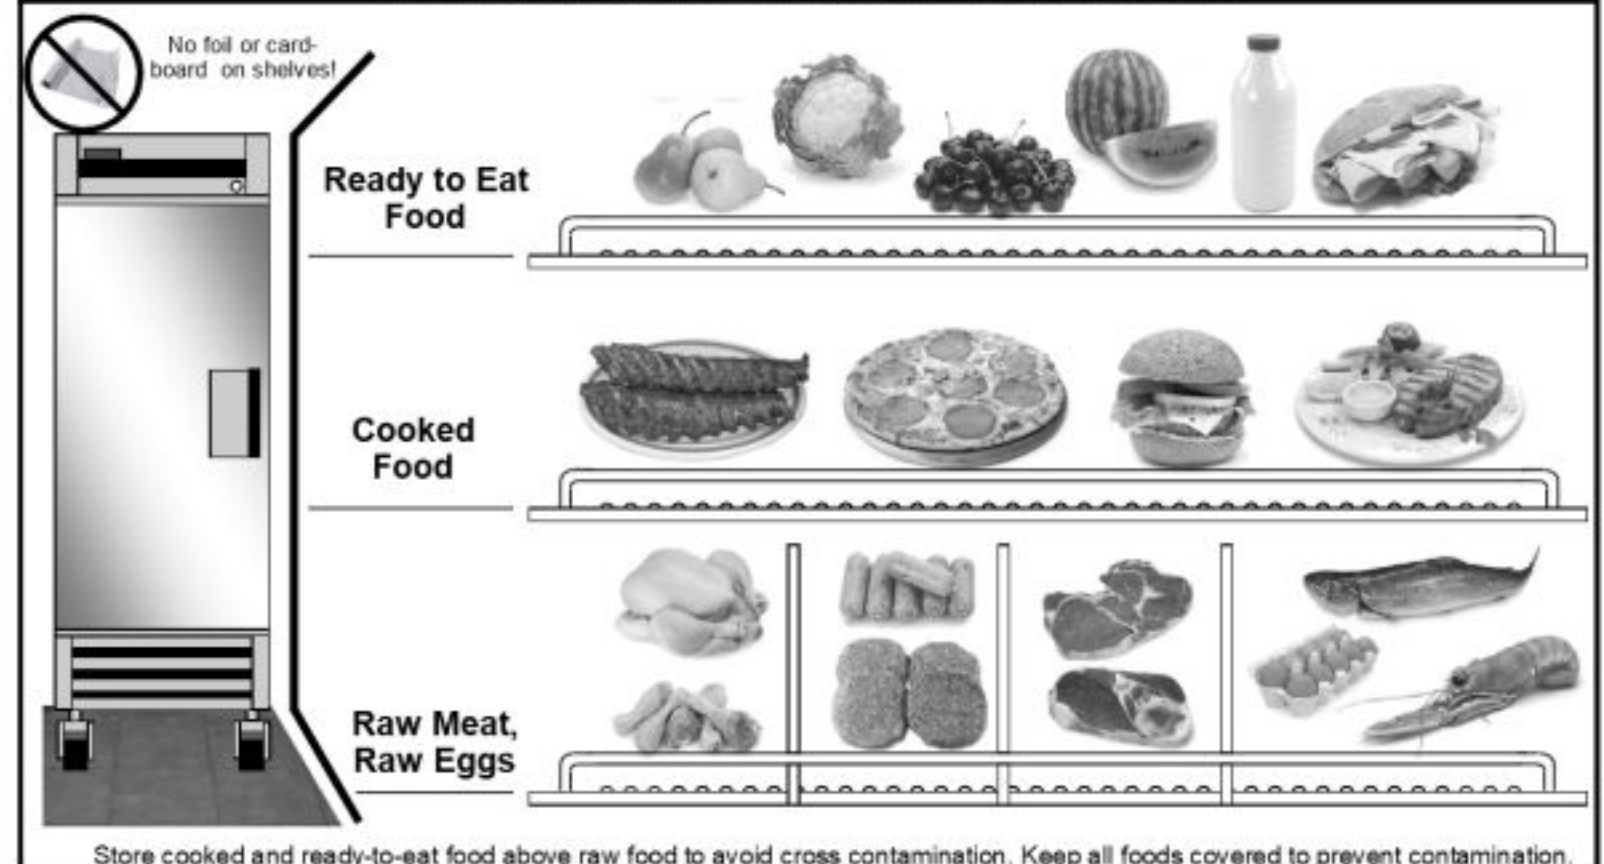 No foil or card-
board on shelves!
Ready to Eat
Food
Cooked
Food
Raw Meat,
Raw Eggs
Store cooked and ready-to-eat food above raw food to avoid cross contamination. Keep all foods covered to prevent contamination.